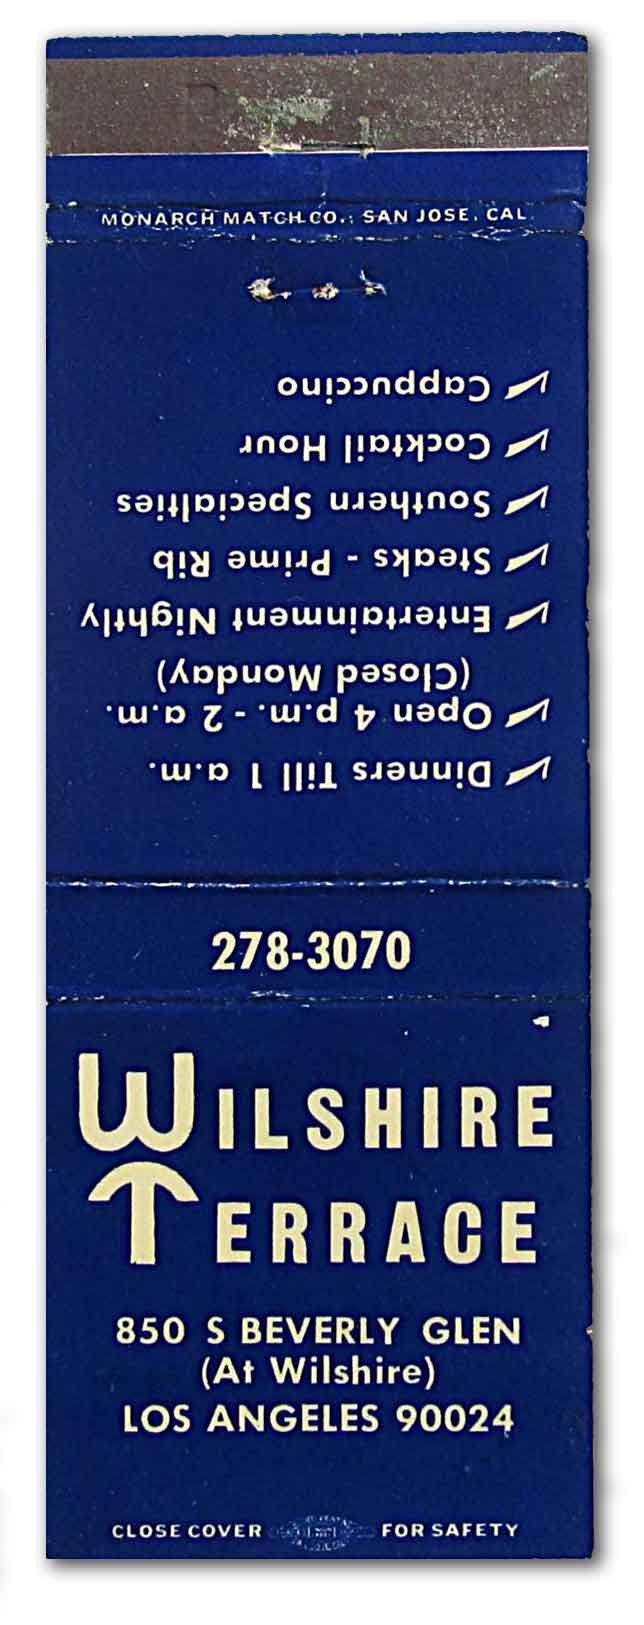 MONARCH MATCH CO., SAN JOSE, CAL.
Dinners Till 1 a.m.
Open 4 p.m. - 2 a.m.
(Closed Monday)
Entertainment Nightly
Steaks - Prime Rib
Southern Specialties
Cocktail Hour
Cappuccino
278-3070
WILSHIRE
TERRACE
850 S BEVERLY GLEN
(At Wilshire)
LOS ANGELES 90024
CLOSE COVER FOR SAFETY